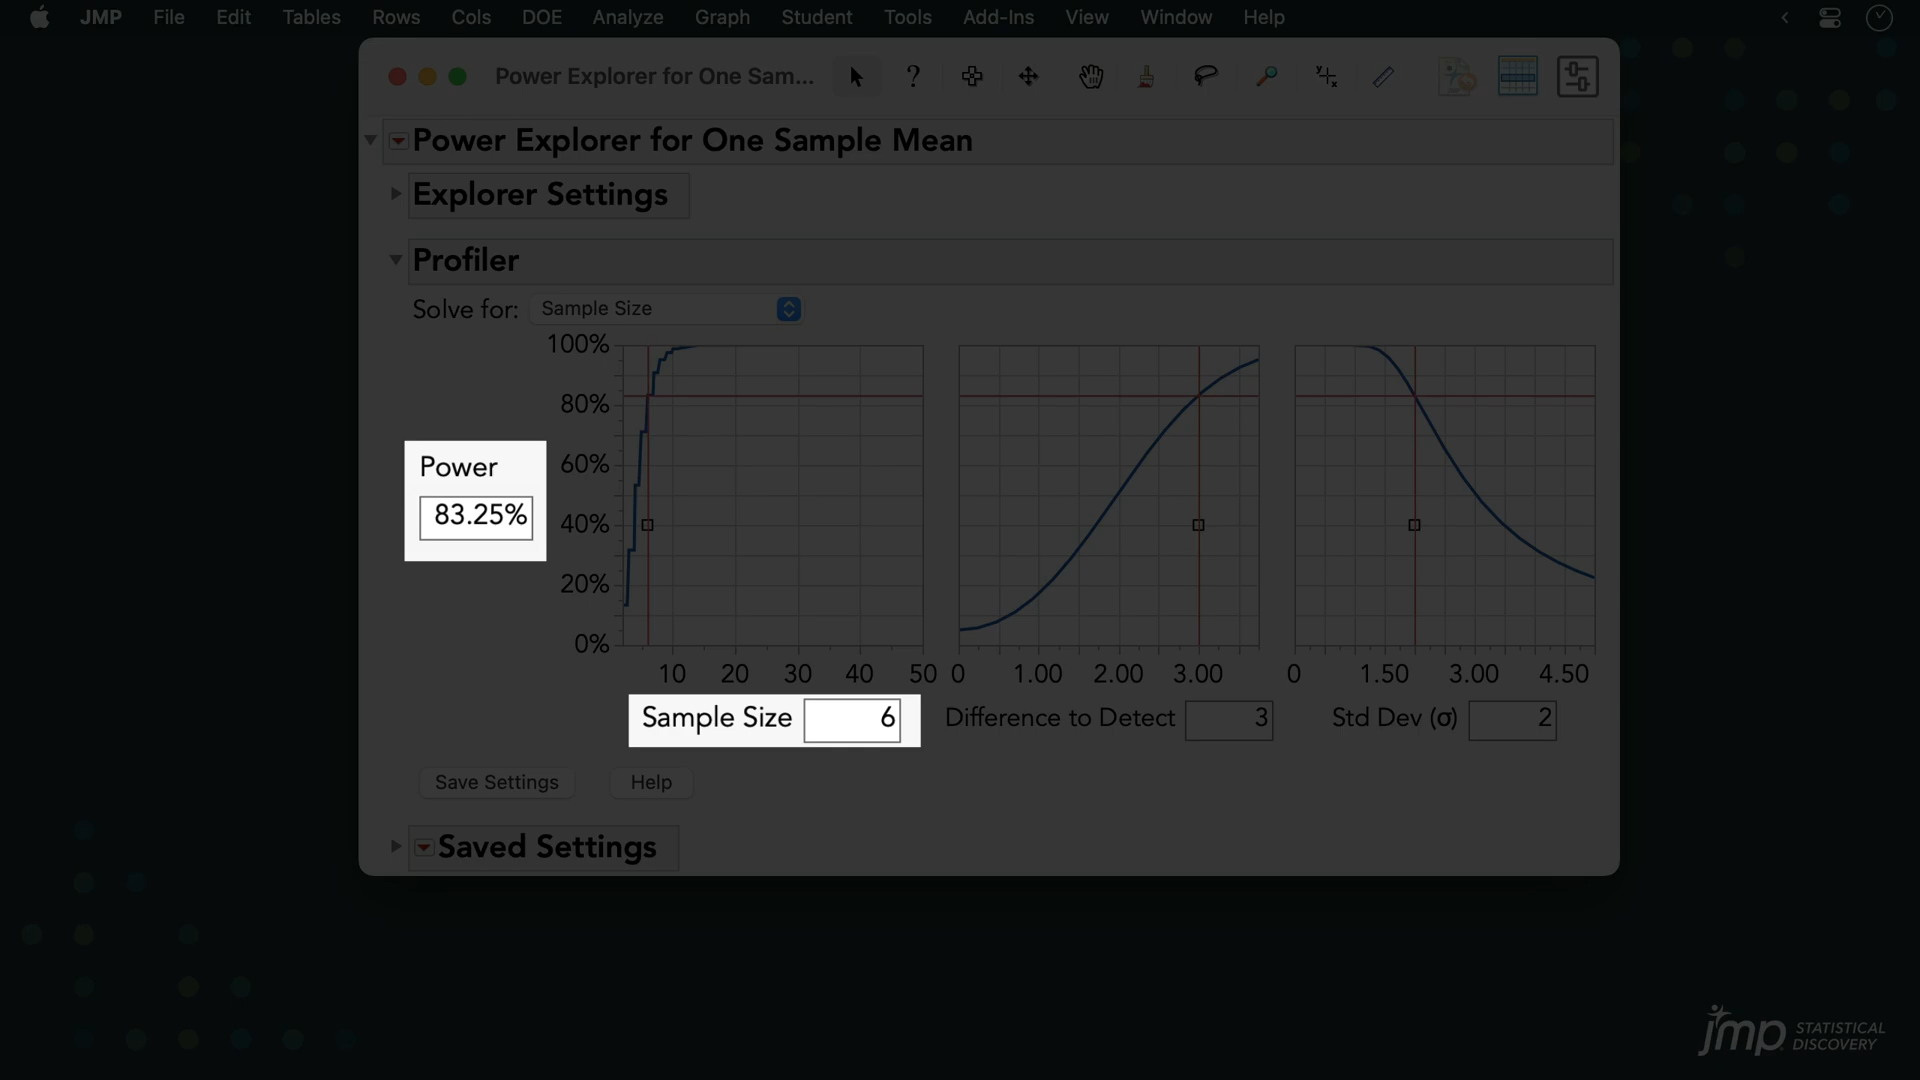 JMP File Edit Tables Rows Cols DOE Analyze Graph Student Tools Add-Ins View Window Help
Power Explorer for One Sam...
Power Explorer for One Sample Mean
Explorer Settings
Profiler
Solve for: Sample Size
100%
80%
60%
40%
20%
0%
Power
83.25%
10 20 30 40 50 0 1.00 2.00 3.00 0 1.50 3.00 4.50
Sample Size 6 Difference to Detect 3 Std Dev (σ) 2
Save Settings Help
Saved Settings
jmp STATISTICAL
DISCOVERY